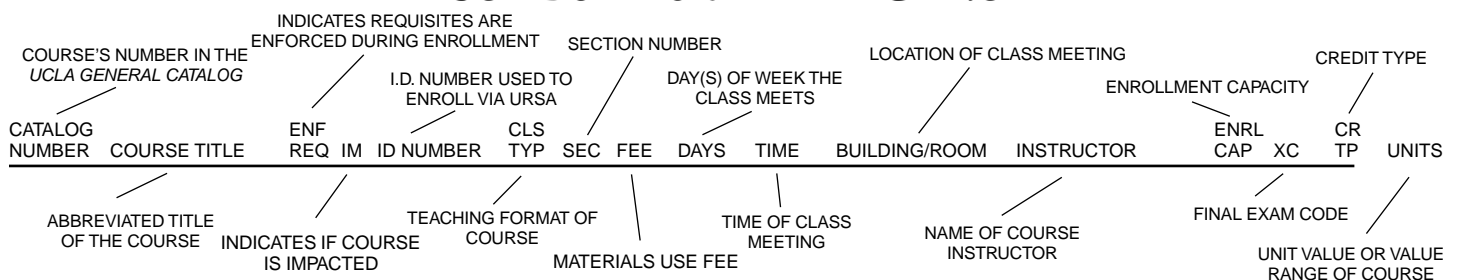 INDICATES REQUISITES ARE
ENFORCED DURING ENROLLMENT
COURSE'S NUMBER IN THE
UCLA GENERAL CATALOG
I.D. NUMBER USED TO
ENROLL VIA URSA
SECTION NUMBER
DAY(S) OF WEEK THE
CLASS MEETS
LOCATION OF CLASS MEETING
ENROLLMENT CAPACITY
CREDIT TYPE
CATALOG
NUMBER
COURSE TITLE
ENF
REQ
IM
ID NUMBER
CLS
TYP
SEC
FEE
DAYS
TIME
BUILDING/ROOM
INSTRUCTOR
ENRL
CAP
XC
CR
TP
UNITS
ABBREVIATED TITLE
OF THE COURSE
INDICATES IF COURSE
IS IMPACTED
TEACHING FORMAT OF
COURSE
MATERIALS USE FEE
TIME OF CLASS
MEETING
NAME OF COURSE
INSTRUCTOR
FINAL EXAM CODE
UNIT VALUE OR VALUE
RANGE OF COURSE